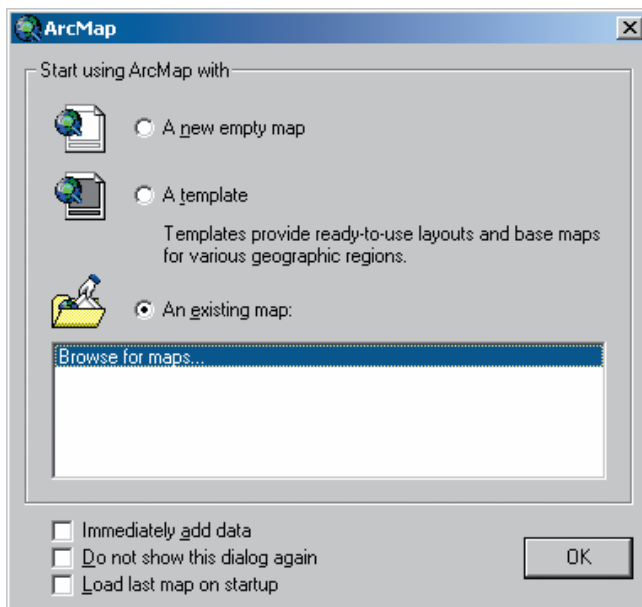 ArcMap
Start using ArcMap with
A new empty map
A template
Templates provide ready-to-use layouts and base maps
for various geographic regions.
An existing map:
Browse for maps...
Immediately add data
Do not show this dialog again
Load last map on startup
OK